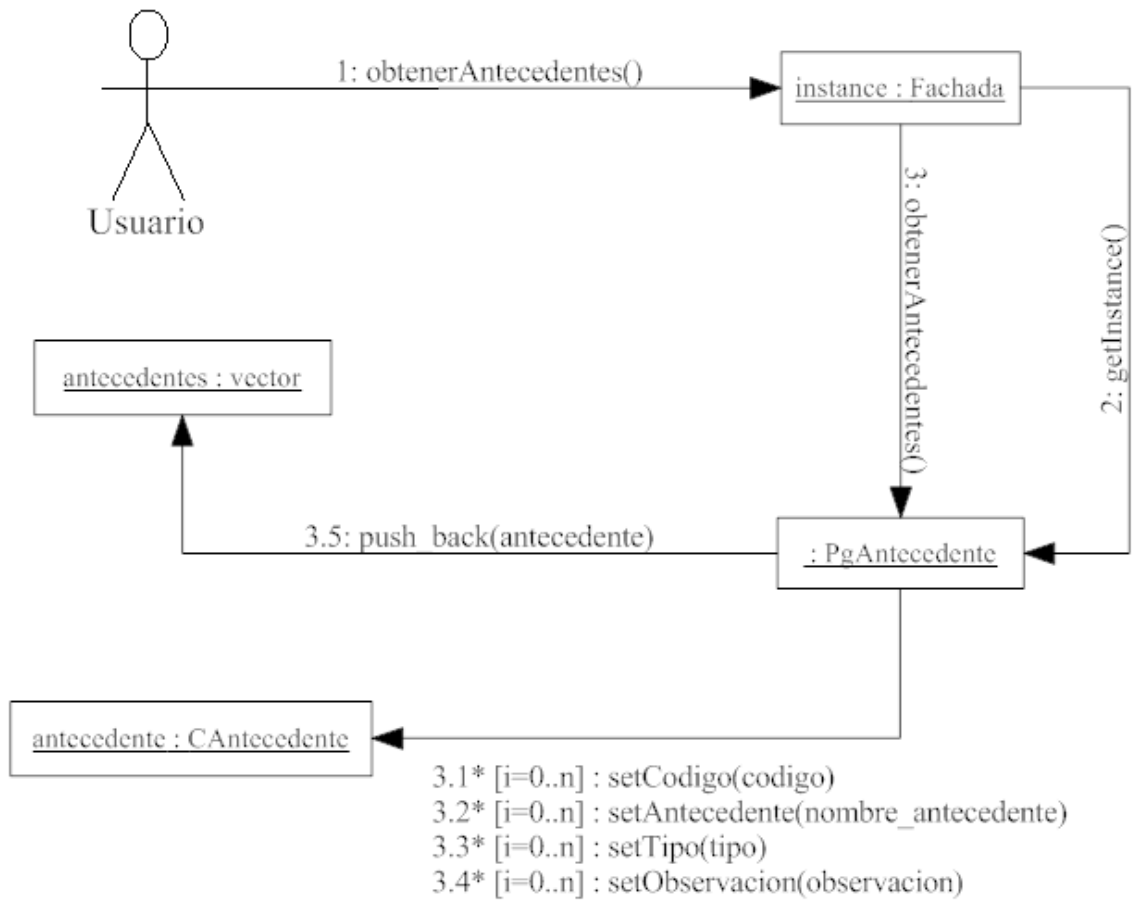 1: obtenerAntecedentes()
instance : Fachada
Usuario
3: obtenerAntecedentes()
2: getInstance()
antecedentes : vector
3.5: push_back(antecedente)
: PgAntecedente
antecedente : CAntecedente
3.1* [i=0..n] : setCodigo(codigo)
3.2* [i=0..n] : setAntecedente(nombre_antecedente)
3.3* [i=0..n] : setTipo(tipo)
3.4* [i=0..n] : setObservacion(observacion)